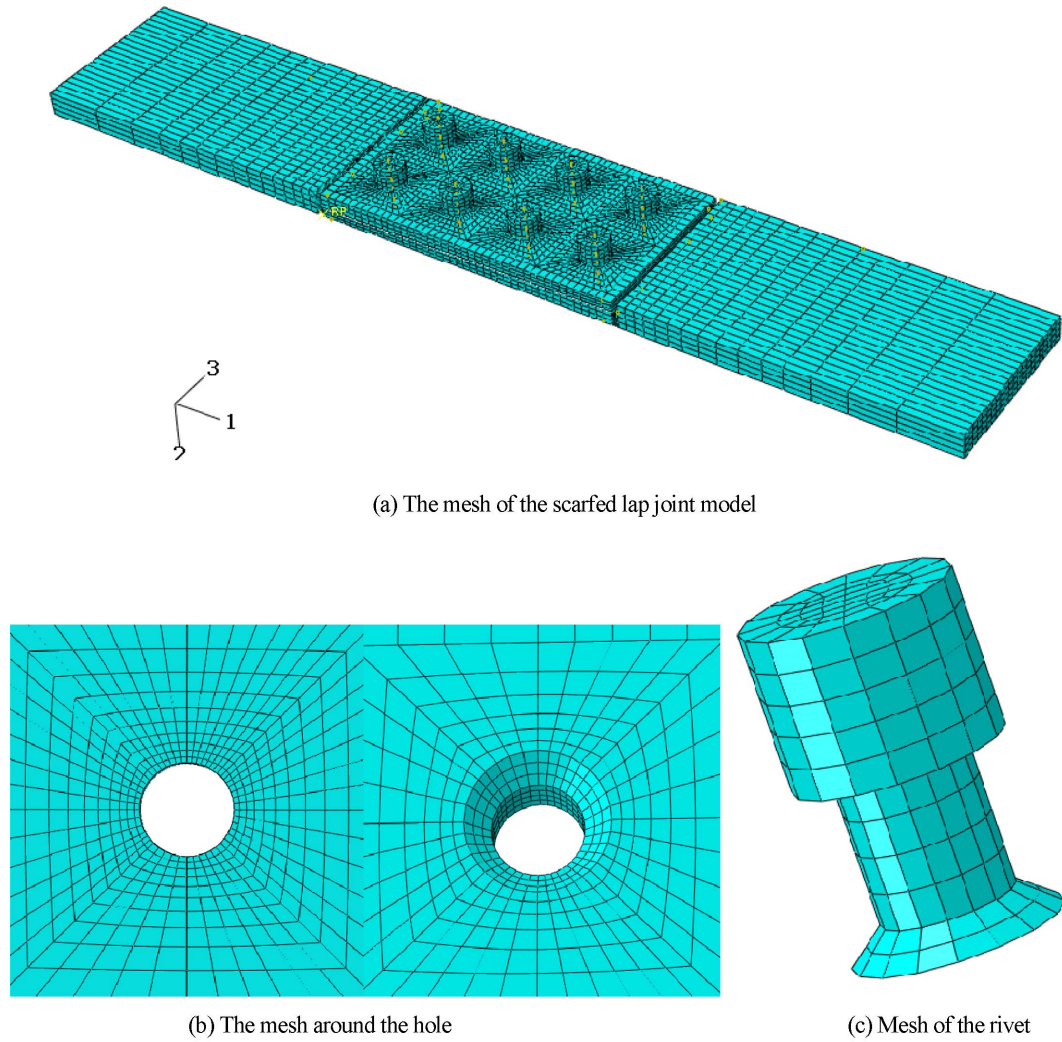 RP
3
1
2
(a) The mesh of the scarfed lap joint model
(b) The mesh around the hole
(c) Mesh of the rivet